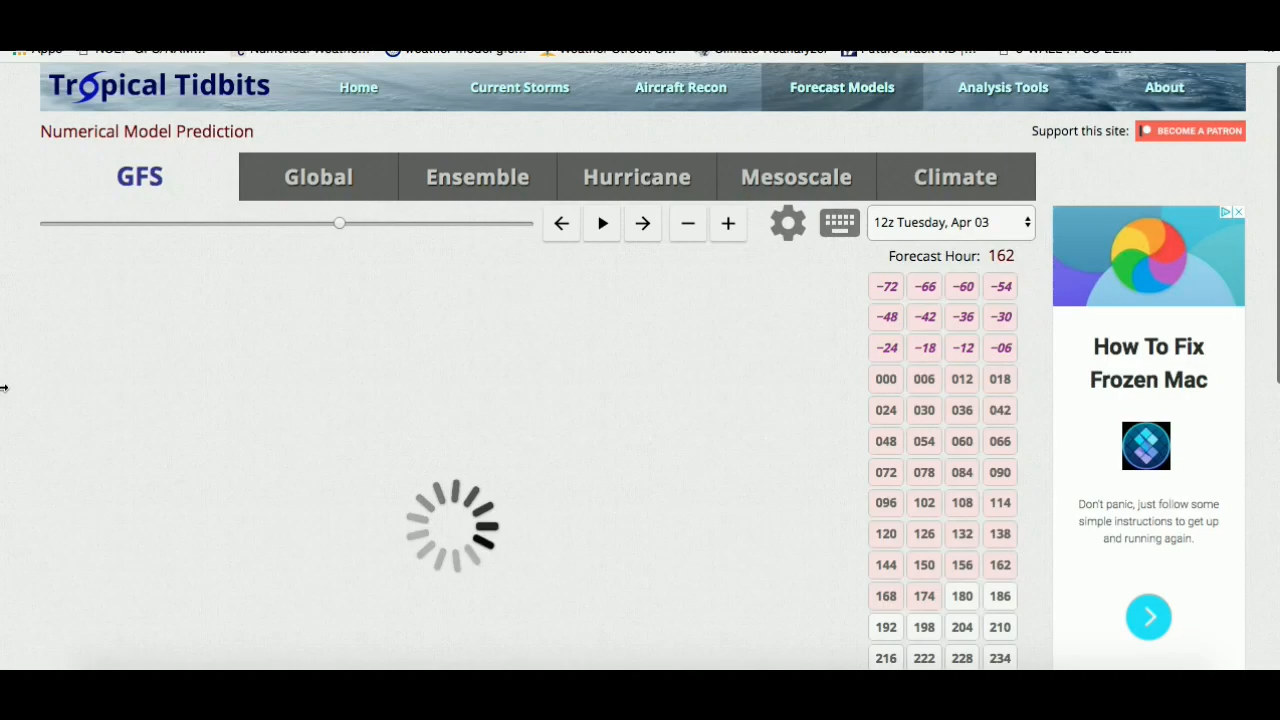 Tropical Tidbits
Home
Current Storms
Aircraft Recon
Forecast Models
Analysis Tools
About
Numerical Model Prediction
Support this site:
BECOME A PATRON
GFS
Global
Ensemble
Hurricane
Mesoscale
Climate
12z Tuesday, Apr 03
Forecast Hour: 162
-72 -66 -60 -54
-48 -42 -36 -30
-24 -18 -12 -06
000 006 012 018
024 030 036 042
048 054 060 066
072 078 084 090
096 102 108 114
120 126 132 138
144 150 156 162
168 174 180 186
192 198 204 210
216 222 228 234
How To Fix
Frozen Mac
Don't panic, just follow some
simple instructions to get up
and running again.